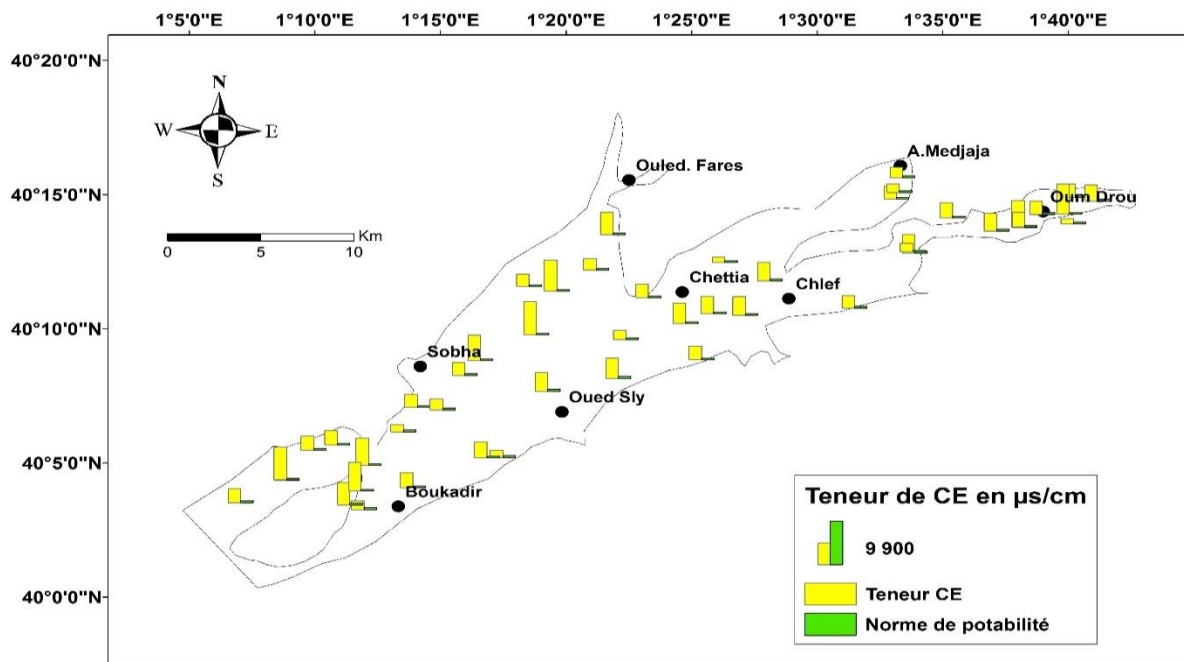 1°5'0"E 1°10'0"E 1°15'0"E 1°20'0"E 1°25'0"E 1°30'0"E 1°35'0"E 1°40'0"E
40°20'0"N
N
W E
S
A.Medjaja
Ouled. Fares
40°15'0"N
Oum Drou
Km
0 5 10
Chettia
Chlef
40°10'0"N
Sobha
Oued Sly
40°5'0"N
Boukadir
40°0'0"N
Teneur de CE en µs/cm
9 900
Teneur CE
Norme de potabilité